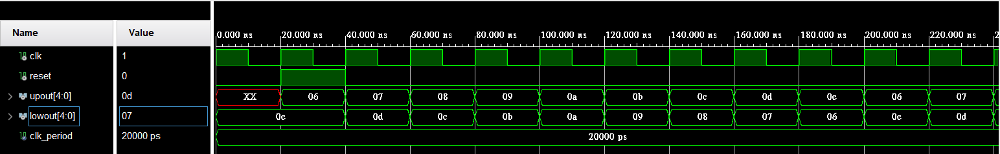 Name Value
0.000 ns 20.000 ns 40.000 ns 60.000 ns 80.000 ns 100.000 ns 120.000 ns 140.000 ns 160.000 ns 180.000 ns 200.000 ns 220.000 ns 2
clk 1
reset 0
upout[4:0] 0d XX 06 07 08 09 0a 0b 0c 0d 0e 06 07
lowout[4:0] 07 0e 0d 0c 0b 0a 09 08 07 06 0e 0d
clk_period 20000 ps 20000 ps